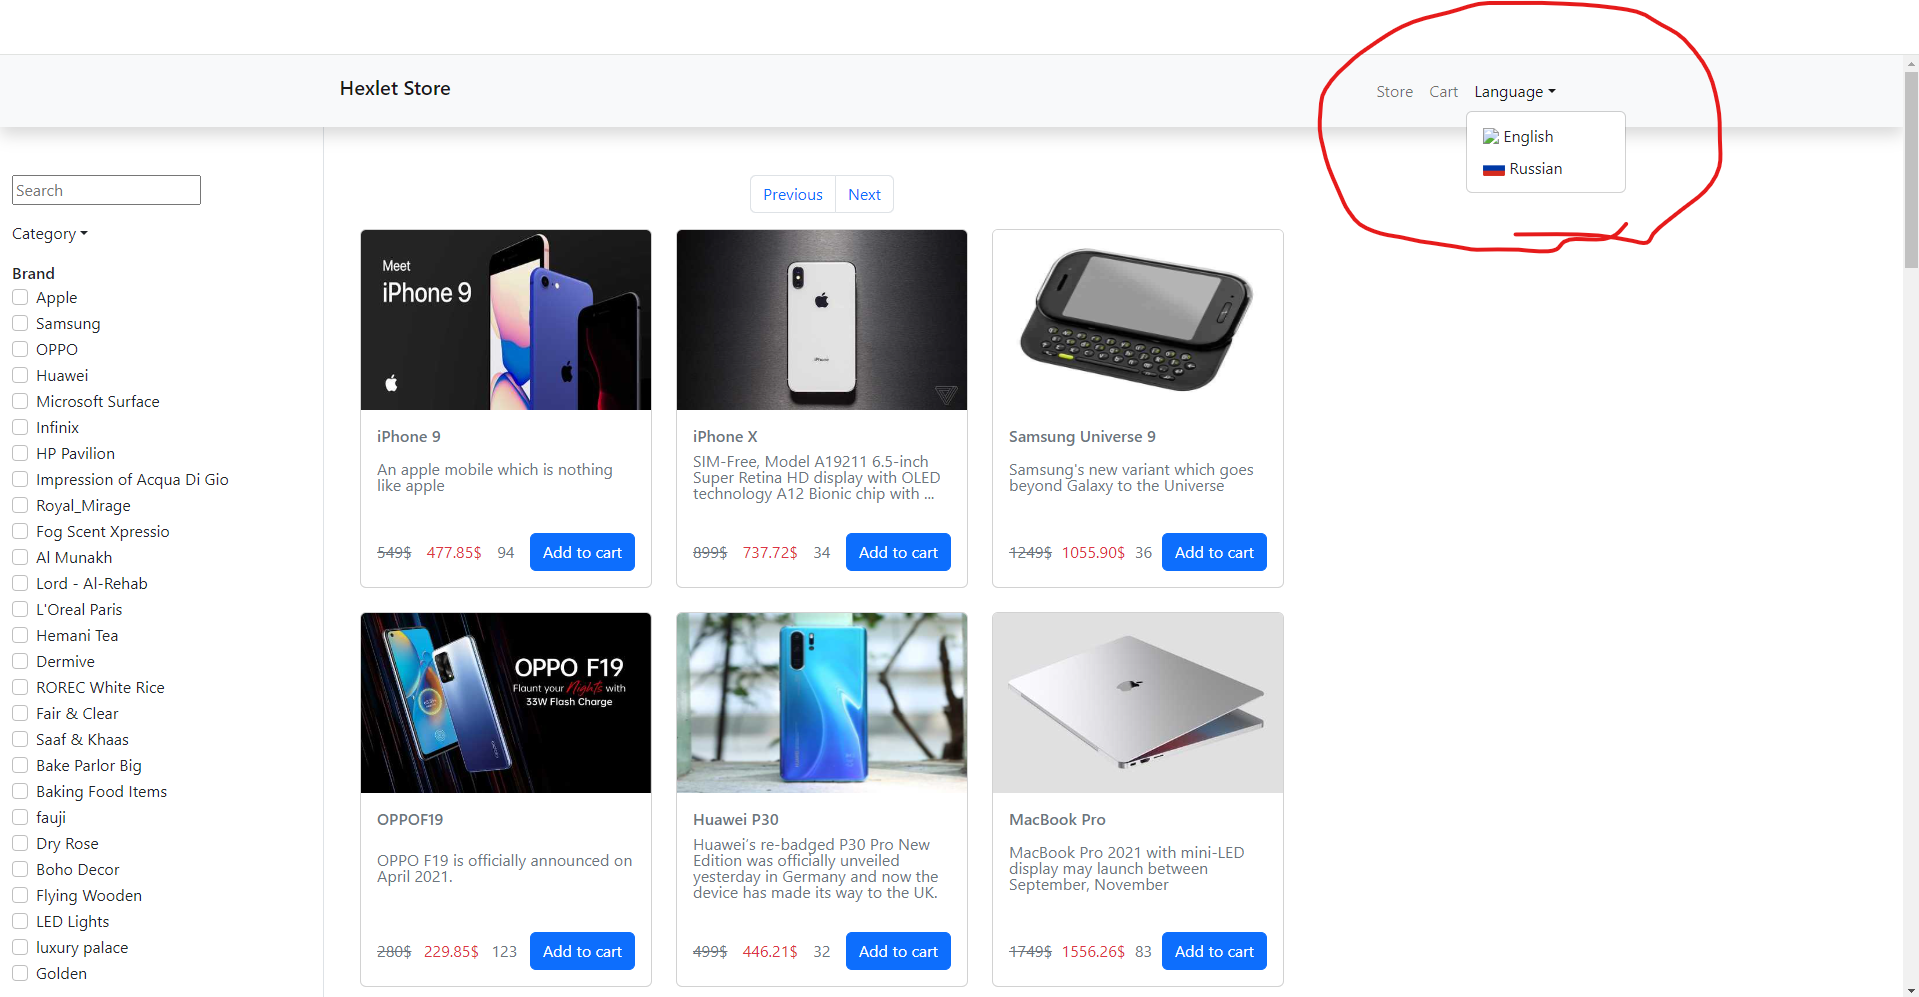 Hexlet Store
Store Cart Language
English
Russian
Search
Category
Brand
Apple
Samsung
OPPO
Huawei
Microsoft Surface
Infinix
HP Pavilion
Impression of Acqua Di Gio
Royal_Mirage
Fog Scent Xpressio
Al Munakh
Lord - Al-Rehab
L'Oreal Paris
Hemani Tea
Dermive
ROREC White Rice
Fair & Clear
Saaf & Khaas
Bake Parlor Big
Baking Food Items
fauji
Dry Rose
Boho Decor
Flying Wooden
LED Lights
luxury palace
Golden
Previous Next
Meet
iPhone 9
iPhone 9
An apple mobile which is nothing
like apple
549$ 477.85$ 94 Add to cart
iPhone
iPhone X
SIM-Free, Model A19211 6.5-inch
Super Retina HD display with OLED
technology A12 Bionic chip with ...
899$ 737.72$ 34 Add to cart
Samsung Universe 9
Samsung's new variant which goes
beyond Galaxy to the Universe
1249$ 1055.90$ 36 Add to cart
OPPO F19
Flaunt your Nights with
33W Flash Charge
OPPOF19
OPPO F19 is officially announced on
April 2021.
280$ 229.85$ 123 Add to cart
Huawei P30
Huawei’s re-badged P30 Pro New
Edition was officially unveiled
yesterday in Germany and now the
device has made its way to the UK.
499$ 446.21$ 32 Add to cart
MacBook Pro
MacBook Pro 2021 with mini-LED
display may launch between
September, November
1749$ 1556.26$ 83 Add to cart